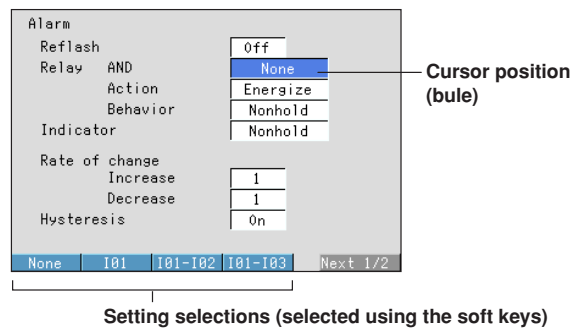 Alarm
Reflash Off
Relay AND None
Action Energize
Behavior Nonhold
Indicator Nonhold
Rate of change
Increase 1
Decrease 1
Hysteresis On
None I01 I01-I02 I01-I03 Next 1/2
Cursor position
(bule)
Setting selections (selected using the soft keys)